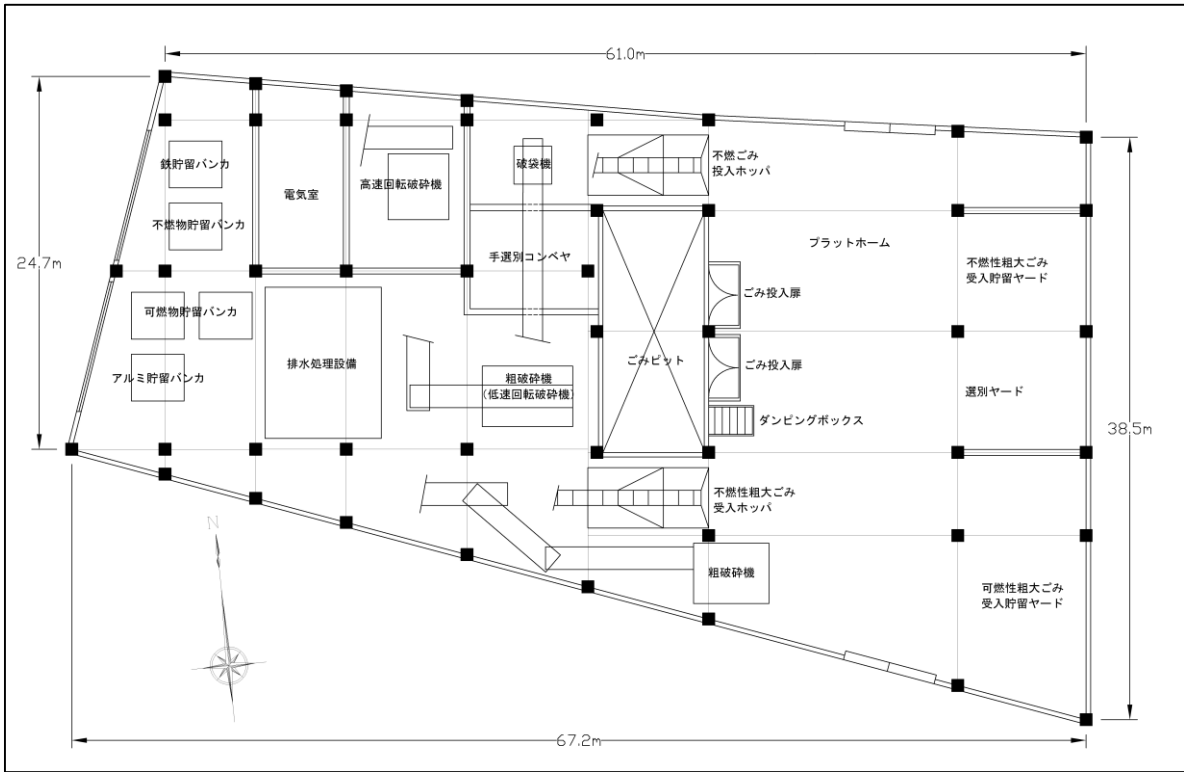 61.0m
24.7m
鉄貯留バンカ
不燃物貯留バンカ
可燃物貯留バンカ
アルミ貯留バンカ
電気室
高速回転破砕機
破袋機
手選別コンベヤ
排水処理設備
粗破砕機
(低速回転破砕機)
ごみピット
不燃ごみ
投入ホッパ
プラットホーム
ごみ投入扉
ごみ投入扉
ダンピングボックス
不燃性粗大ごみ
受入ホッパ
粗破砕機
不燃性粗大ごみ
受入貯留ヤード
選別ヤード
可燃性粗大ごみ
受入貯留ヤード
38.5m
N
67.2m